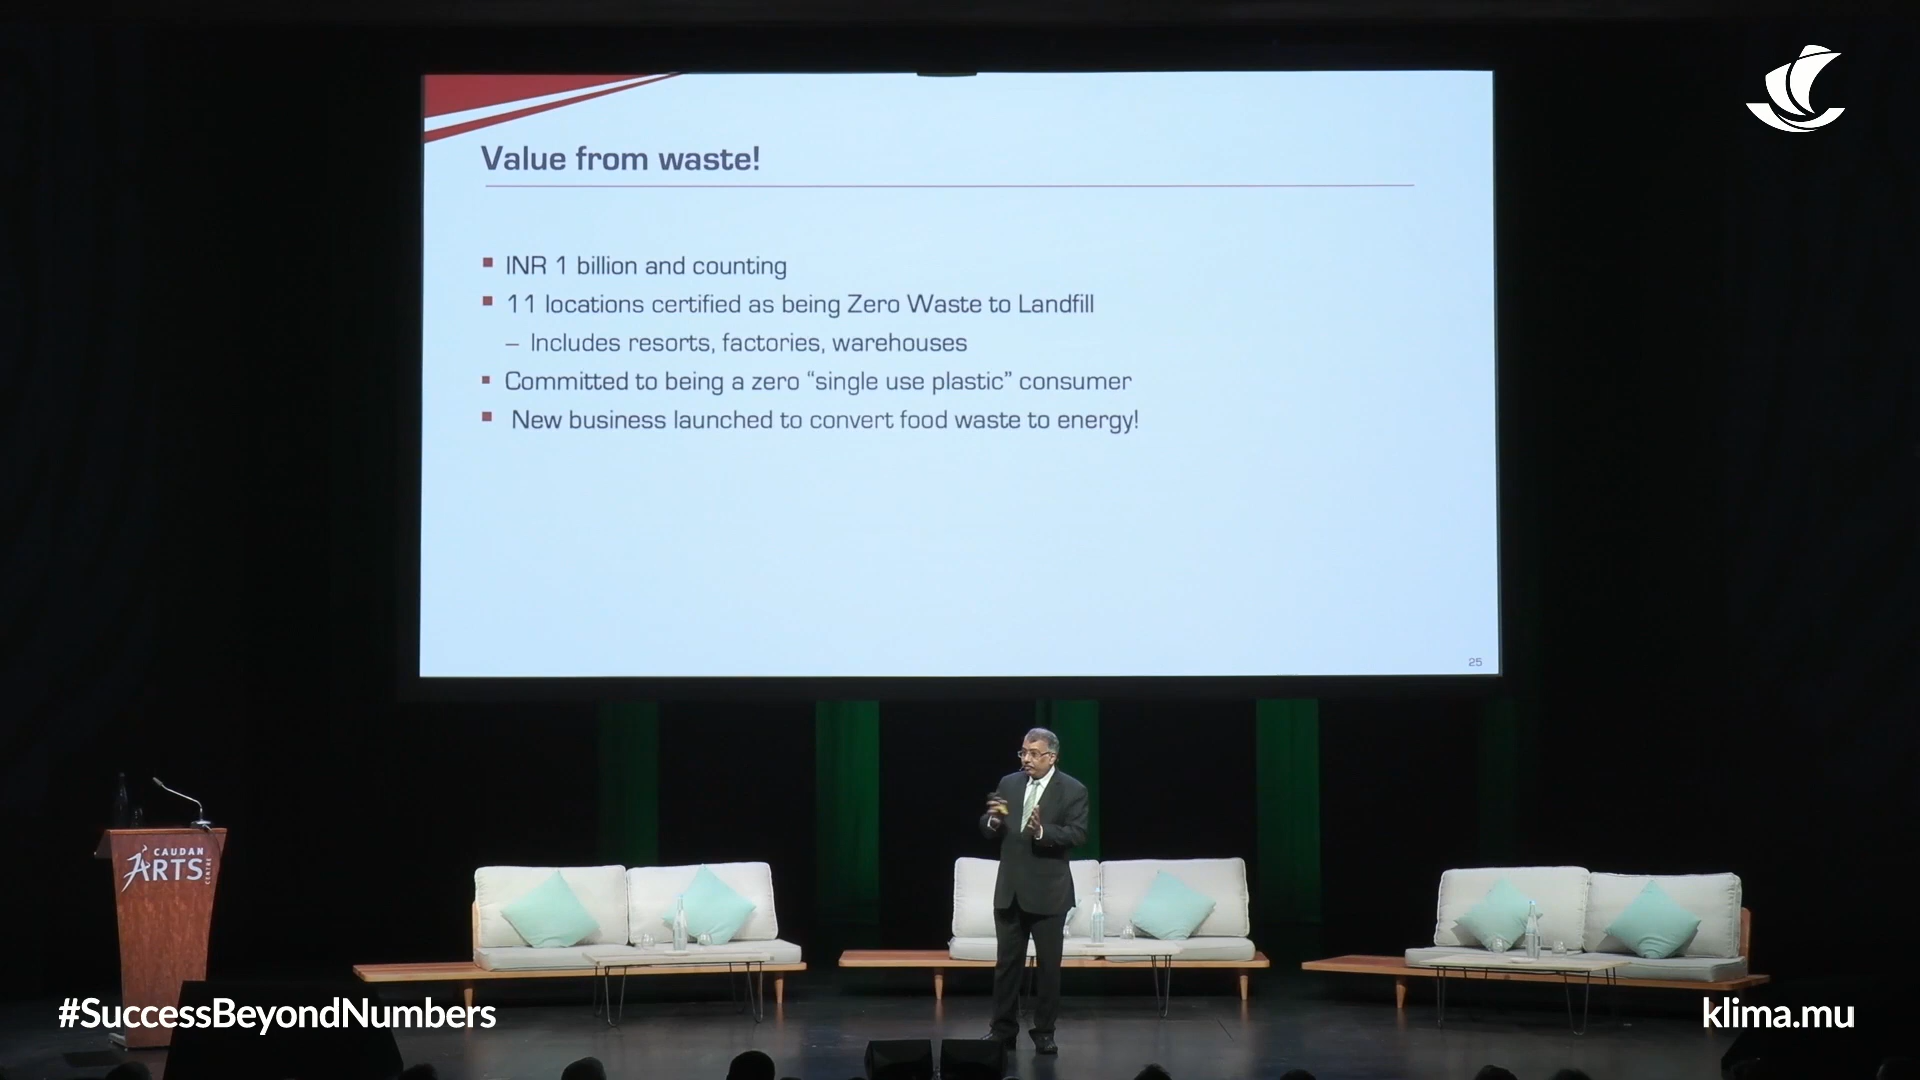 Value from waste!
INR 1 billion and counting
11 locations certified as being Zero Waste to Landfill
– Includes resorts, factories, warehouses
Committed to being a zero “single use plastic” consumer
New business launched to convert food waste to energy!
25
CAUDAN
ARTS
CENTRE
#SuccessBeyondNumbers
klima.mu